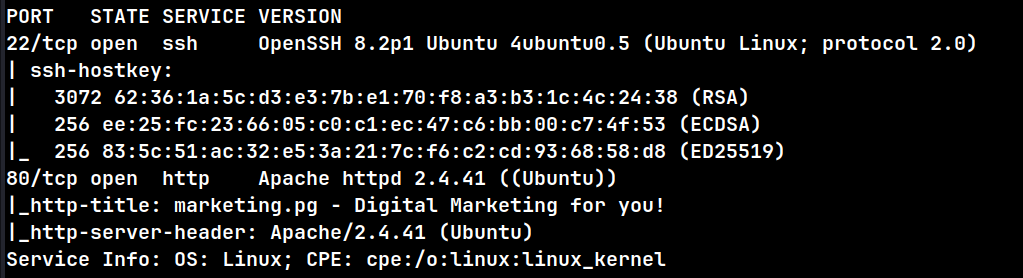 PORT   STATE SERVICE VERSION
22/tcp open  ssh     OpenSSH 8.2p1 Ubuntu 4ubuntu0.5 (Ubuntu Linux; protocol 2.0)
| ssh-hostkey:
|   3072 62:36:1a:5c:d3:e3:7b:e1:70:f8:a3:b3:1c:4c:24:38 (RSA)
|   256 ee:25:fc:23:66:05:c0:c1:ec:47:c6:bb:00:c7:4f:53 (ECDSA)
|_  256 83:5c:51:ac:32:e5:3a:21:7c:f6:c2:cd:93:68:58:d8 (ED25519)
80/tcp open  http    Apache httpd 2.4.41 ((Ubuntu))
|_http-title: marketing.pg - Digital Marketing for you!
|_http-server-header: Apache/2.4.41 (Ubuntu)
Service Info: OS: Linux; CPE: cpe:/o:linux:linux_kernel